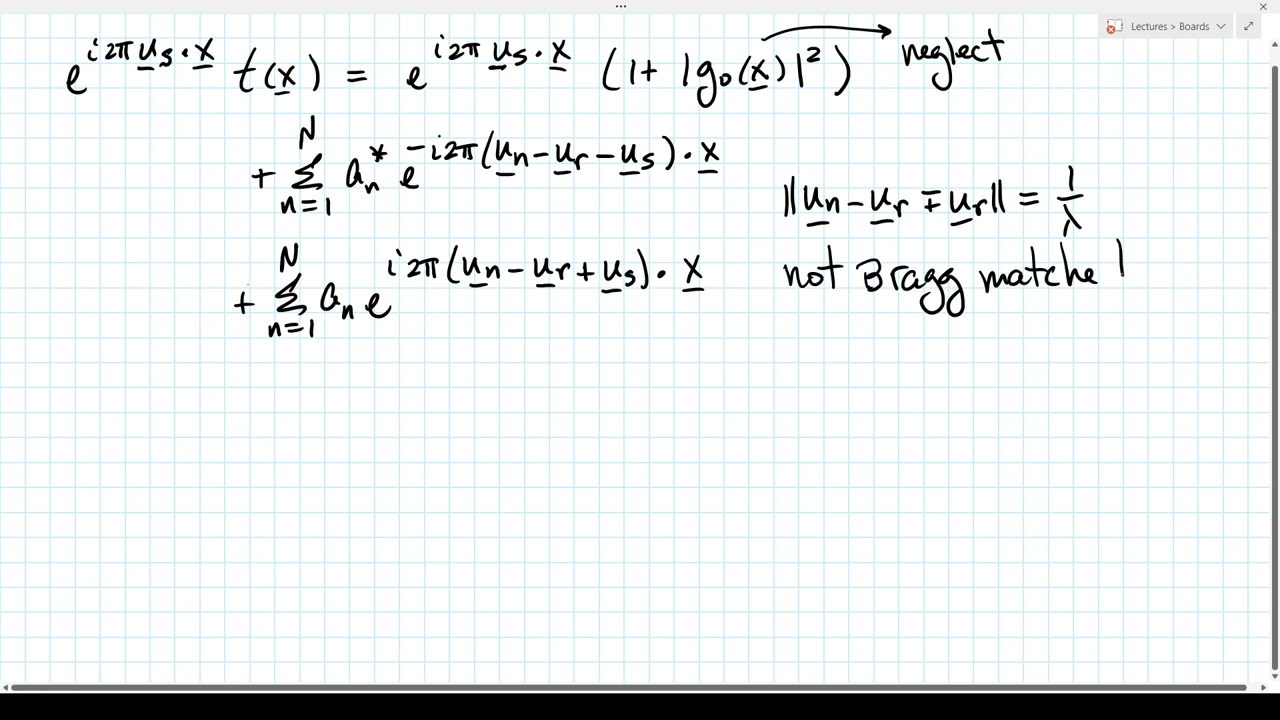 Lectures > Boards
e^{i2π u_s · x} t(x) = e^{i2π u_s · x} (1 + |g_0(x)|^2) → neglect
+ Σ_{n=1}^{N} a_n^* e^{-i2π(u_n - u_r - u_s) · x}
‖u_n - u_r ∓ u_r‖ = 1/λ
+ Σ_{n=1}^{N} a_n e^{i2π(u_n - u_r + u_s) · x}
not Bragg matche